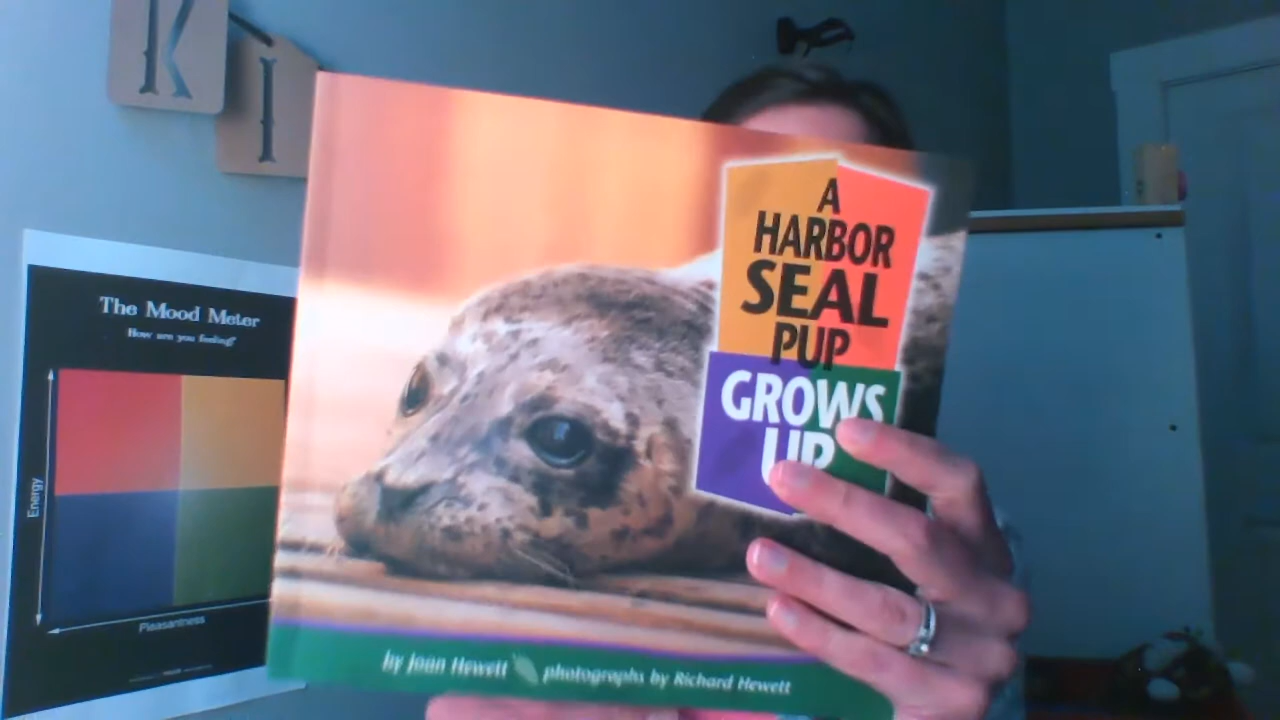 K
I
The Mood Meter
How are you feeling?
Energy
Pleasantness
A
HARBOR
SEAL
PUP
GROWS
UP
by Joan Hewett photographs by Richard Hewett